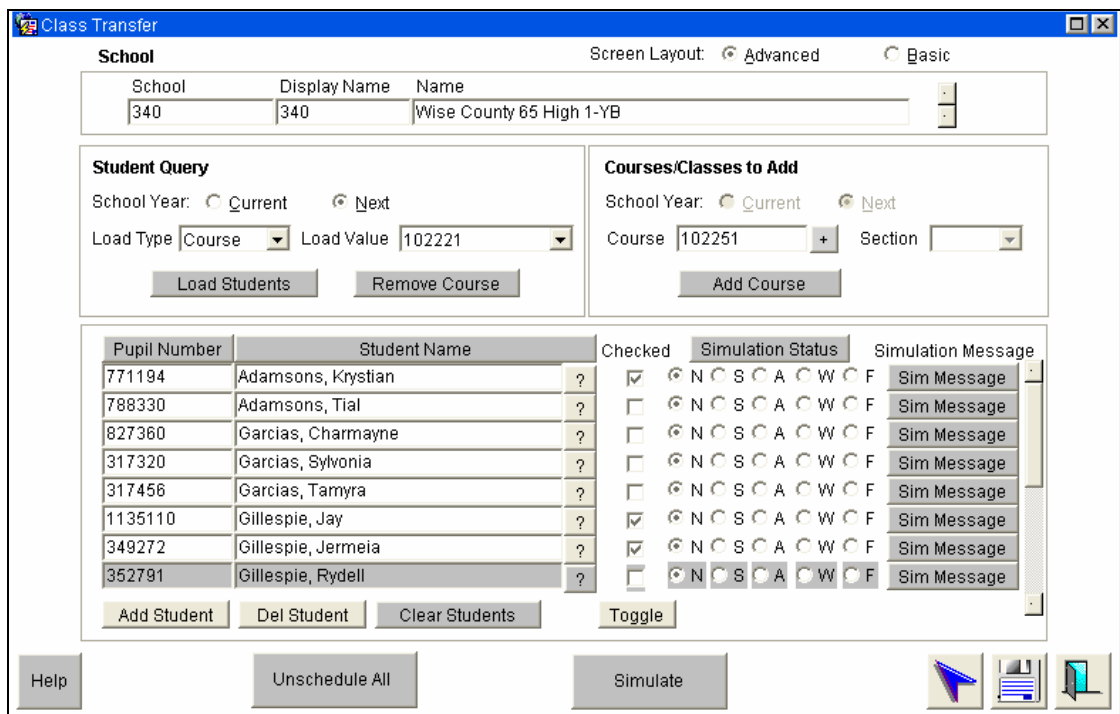 Class Transfer
School Screen Layout: Advanced Basic
School Display Name Name
340 340 Wise County 65 High 1-YB
Student Query Courses/Classes to Add
School Year: Current Next School Year: Current Next
Load Type Course Load Value 102221 Course 102251 + Section
Load Students Remove Course Add Course
Pupil Number Student Name Checked Simulation Status Simulation Message
771194 Adamsons, Krystian ? N S A W F Sim Message
788330 Adamsons, Tial ? N S A W F Sim Message
827360 Garcias, Charmayne ? N S A W F Sim Message
317320 Garcias, Sylvonia ? N S A W F Sim Message
317456 Garcias, Tamyra ? N S A W F Sim Message
1135110 Gillespie, Jay ? N S A W F Sim Message
349272 Gillespie, Jermeia ? N S A W F Sim Message
352791 Gillespie, Rydell ? N S A W F Sim Message
Add Student Del Student Clear Students Toggle
Help Unschedule All Simulate